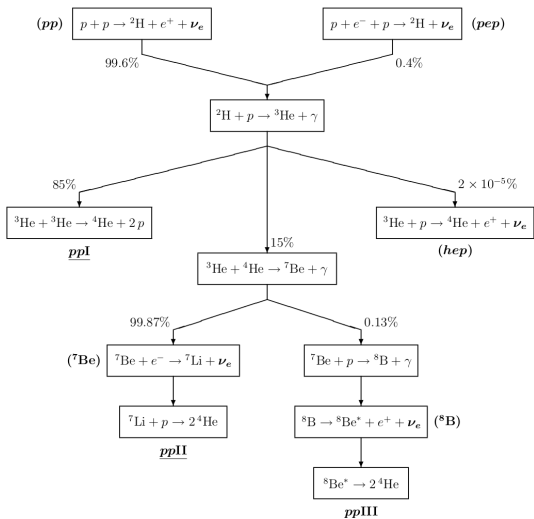 (pp) p + p → ²H + e⁺ + νₑ p + e⁻ + p → ²H + νₑ (pep)
99.6% 0.4%
²H + p → ³He + γ
85% 2 × 10⁻⁵%
³He + ³He → ⁴He + 2 p ³He + p → ⁴He + e⁺ + νₑ
15%
ppI (hep)
³He + ⁴He → ⁷Be + γ
99.87% 0.13%
(⁷Be) ⁷Be + e⁻ → ⁷Li + νₑ ⁷Be + p → ⁸B + γ
⁷Li + p → 2 ⁴He ⁸B → ⁸Be* + e⁺ + νₑ (⁸B)
ppII
⁸Be* → 2 ⁴He
ppIII